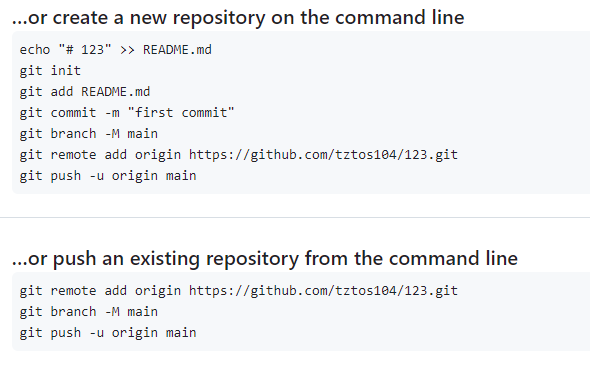 ...or create a new repository on the command line
echo "# 123" >> README.md
git init
git add README.md
git commit -m "first commit"
git branch -M main
git remote add origin https://github.com/tztos104/123.git
git push -u origin main
...or push an existing repository from the command line
git remote add origin https://github.com/tztos104/123.git
git branch -M main
git push -u origin main